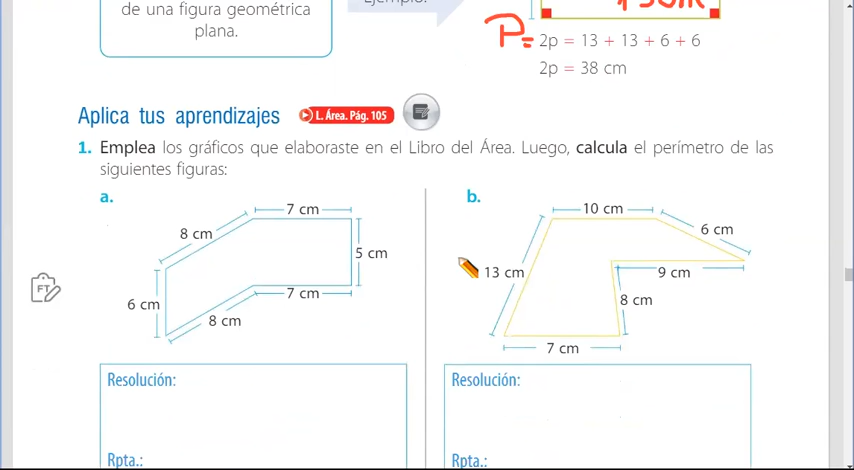 de una figura geométrica
plana.
Ejemplo:
P=
2p = 13 + 13 + 6 + 6
2p = 38 cm
Aplica tus aprendizajes
L. Área. Pág. 105
1. Emplea los gráficos que elaboraste en el Libro del Área. Luego, calcula el perímetro de las
siguientes figuras:
a.
7 cm
8 cm
5 cm
6 cm
7 cm
8 cm
b.
10 cm
6 cm
13 cm
9 cm
8 cm
7 cm
FT
Resolución:
Rpta.:
Resolución:
Rpta.: